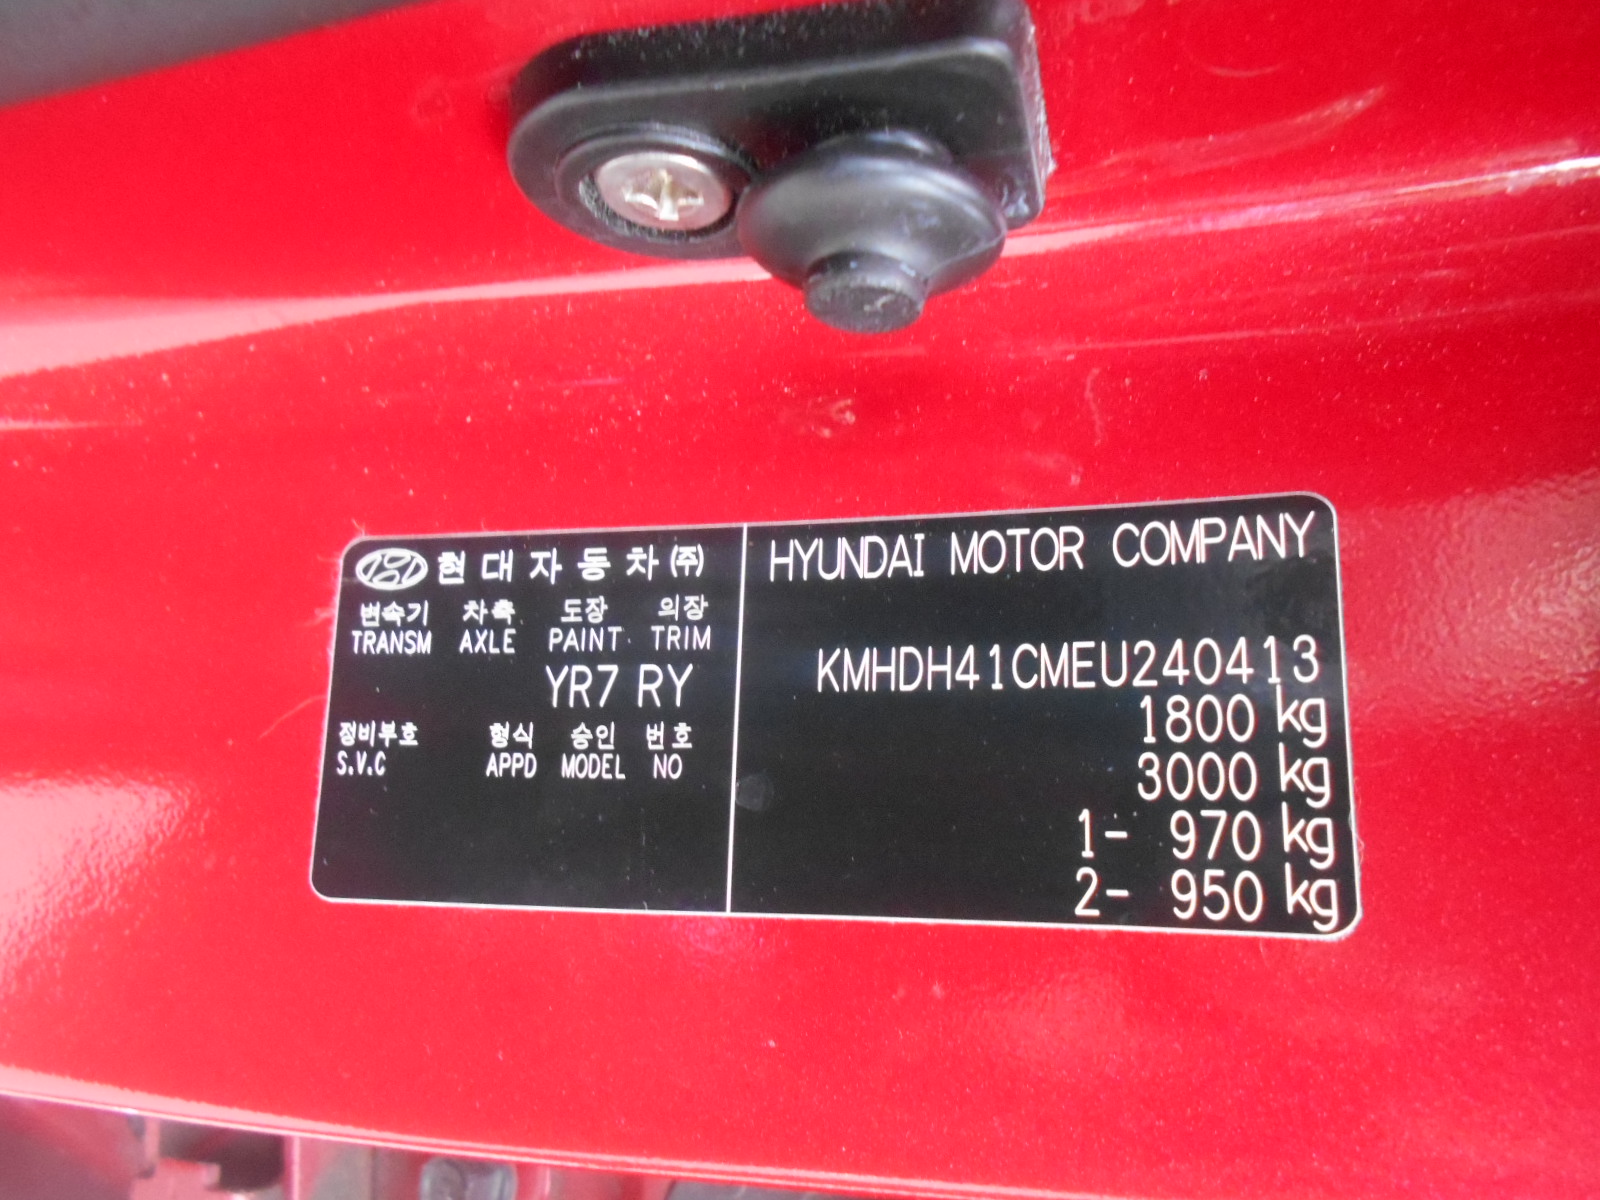 현대자동차(주)
변속기 차축 도장 의장
TRANSM AXLE PAINT TRIM
YR7 RY
정비부호 형식 승인 번호
S.V.C APPD MODEL NO
HYUNDAI MOTOR COMPANY
KMHDH41CMEU240413
1800 kg
3000 kg
1- 970 kg
2- 950 kg